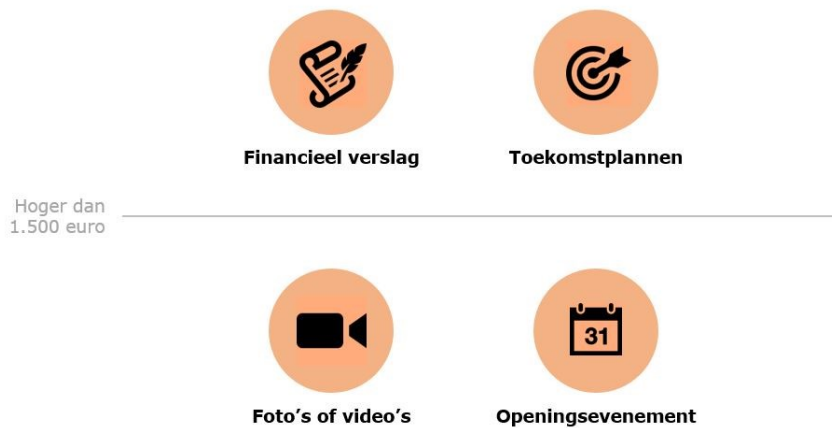 Financieel verslag
Toekomstplannen
Hoger dan
1.500 euro
31
Foto’s of video’s
Openingsevenement